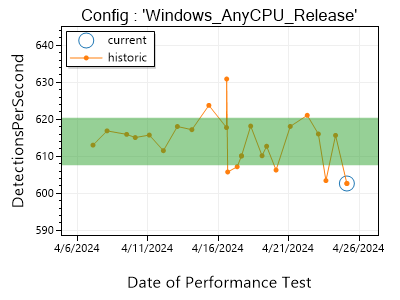 Config : 'Windows_AnyCPU_Release'
current
historic
DetectionsPerSecond
640
630
620
610
600
590
4/6/2024 4/11/2024 4/16/2024 4/21/2024 4/26/2024
Date of Performance Test